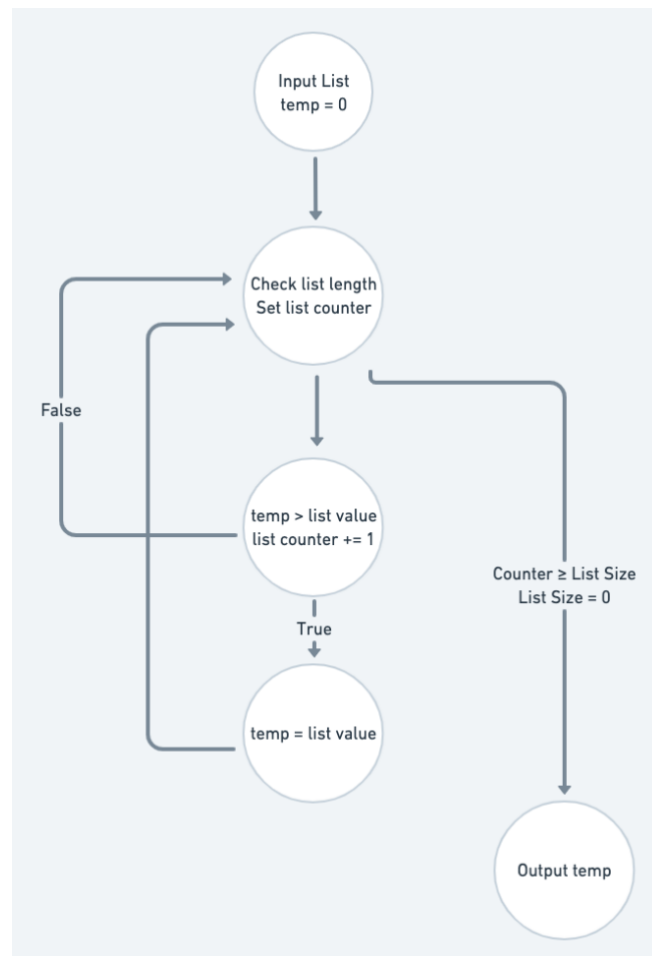 Input List
temp = 0
Check list length
Set list counter
False
temp > list value
list counter += 1
Counter ≥ List Size
List Size = 0
True
temp = list value
Output temp